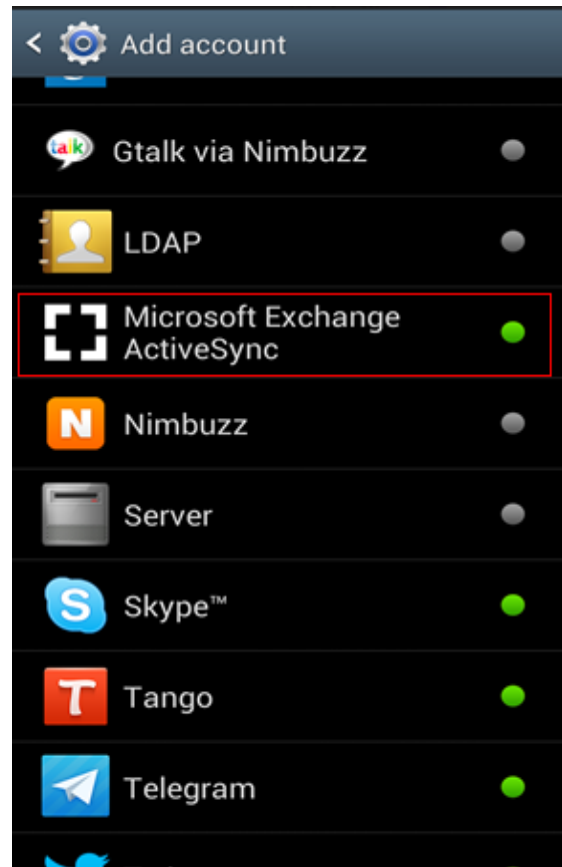 < Add account
talk
Gtalk via Nimbuzz
LDAP
Microsoft Exchange
ActiveSync
N
Nimbuzz
Server
S
Skype™
T
Tango
Telegram